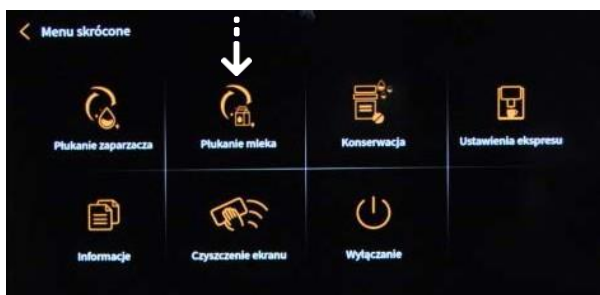 Menu skrócone
Płukanie zaparzacza
Płukanie mleka
Konserwacja
Ustawienia ekspresu
Informacje
Czyszczenie ekranu
Wyłączanie